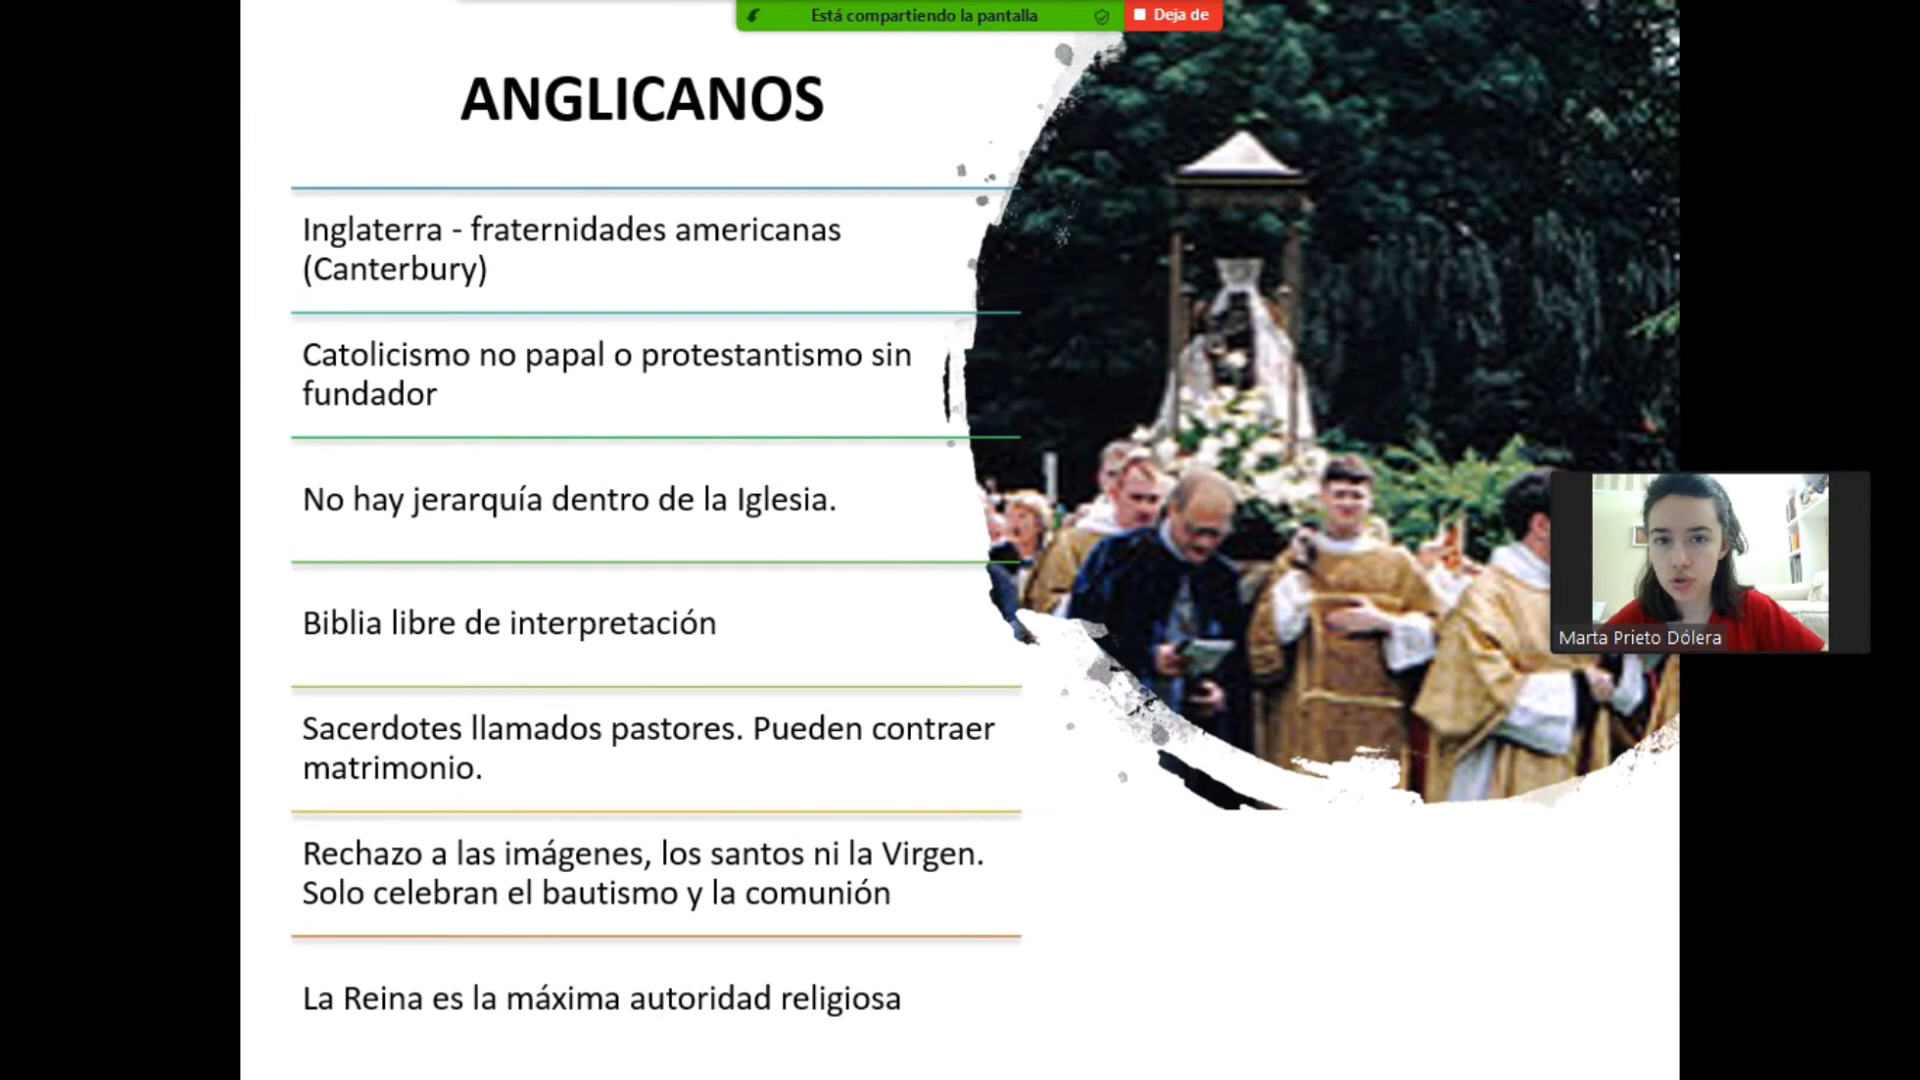 Está compartiendo la pantalla
Deja de
ANGLICANOS
Inglaterra - fraternidades americanas
(Canterbury)
Catolicismo no papal o protestantismo sin
fundador
No hay jerarquía dentro de la Iglesia.
Biblia libre de interpretación
Sacerdotes llamados pastores. Pueden contraer
matrimonio.
Rechazo a las imágenes, los santos ni la Virgen.
Solo celebran el bautismo y la comunión
La Reina es la máxima autoridad religiosa
Marta Prieto Dólera